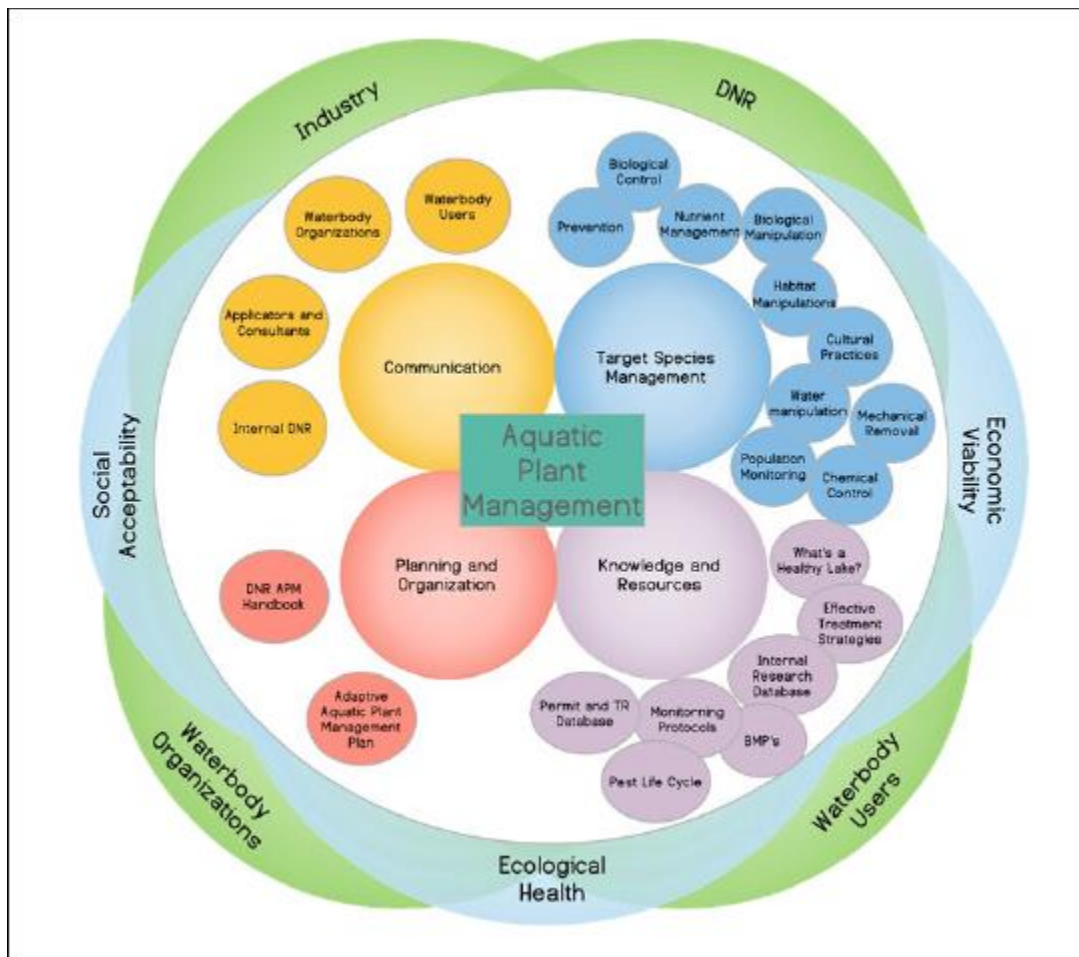 Industry
DNR
Biological
Control
Waterbody
Users
Waterbody
Organizations
Prevention
Nutrient
Management
Biological
Manipulation
Habitat
Manipulations
Applicators and
Consultants
Communication
Target Species
Management
Cultural
Practices
Water
manipulation
Mechanical
Removal
Internal DNR
Population
Monitoring
Chemical
Control
Aquatic
Plant
Management
Social
Acceptability
Economic
Viability
Planning and
Organization
Knowledge and
Resources
What's a
Healthy Lake?
DNR APM
Handbook
Effective
Treatment
Strategies
Internal
Research
Database
Adaptive
Aquatic Plant
Management
Plan
Permit and TR
Database
Monitorning
Protocols
BMP's
Pest Life Cycle
Waterbody
Organizations
Waterbody
Users
Ecological
Health